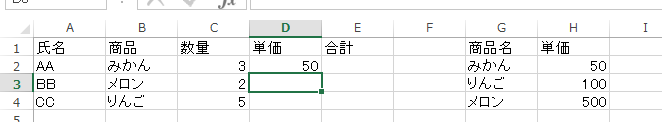 A B C D E F G H I
1 氏名 商品 数量 単価 合計 商品名 単価
2 AA みかん 3 50 みかん 50
3 BB メロン 2 りんご 100
4 CC りんご 5 メロン 500